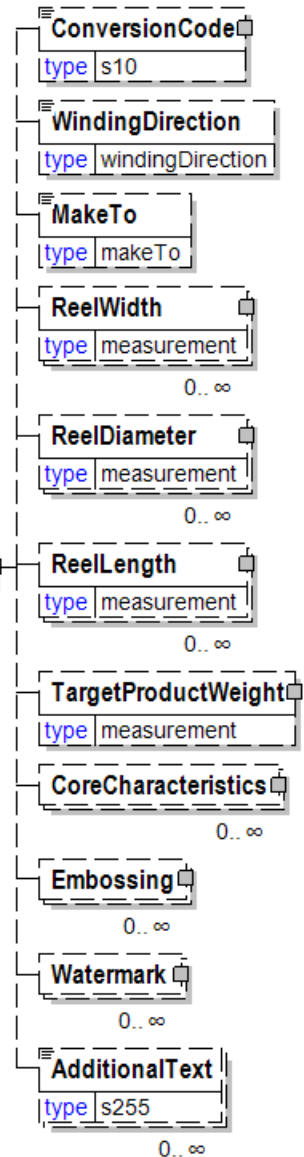 ConversionCode
type s10
WindingDirection
type windingDirection
MakeTo
type makeTo
ReelWidth
type measurement
0.. ∞
ReelDiameter
type measurement
0.. ∞
ReelLength
type measurement
0.. ∞
TargetProductWeight
type measurement
CoreCharacteristics
0.. ∞
Embossing
0.. ∞
Watermark
0.. ∞
AdditionalText
type s255
0.. ∞